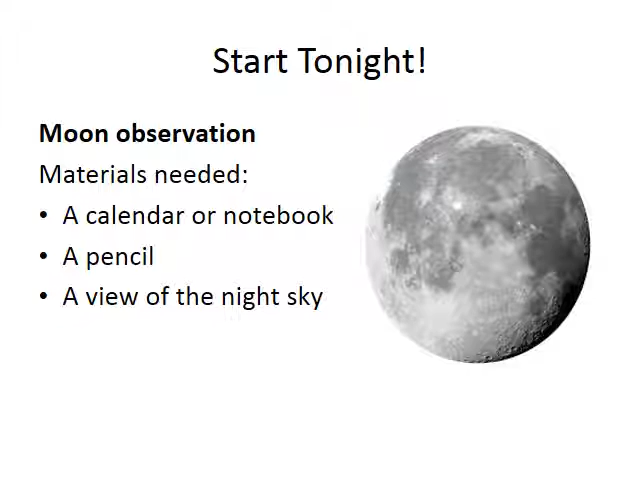 Start Tonight!
Moon observation
Materials needed:
• A calendar or notebook
• A pencil
• A view of the night sky